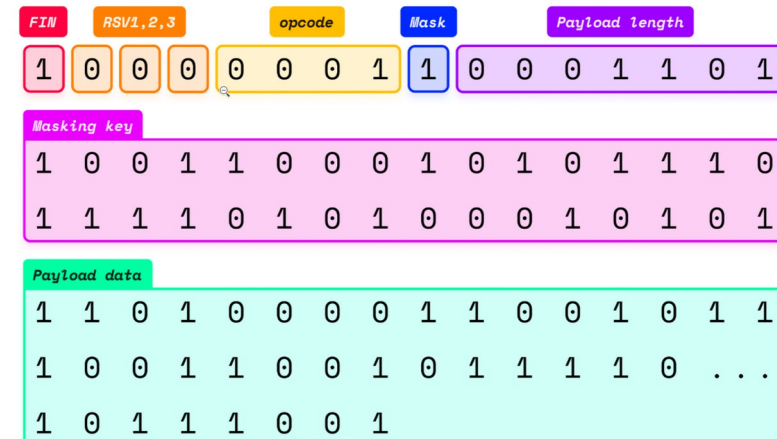 FIN RSV1,2,3 opcode Mask Payload length
1 0 0 0 0 0 0 1 1 0 0 0 1 1 0 1
Masking key
1 0 0 1 1 0 0 0 1 0 1 0 1 1 1 0
1 1 1 1 0 1 0 1 0 0 0 1 0 1 0 1
Payload data
1 1 0 1 0 0 0 0 1 1 0 0 1 0 1 1
1 0 0 1 1 0 0 1 0 1 1 1 1 0 ...
1 0 1 1 1 0 0 1